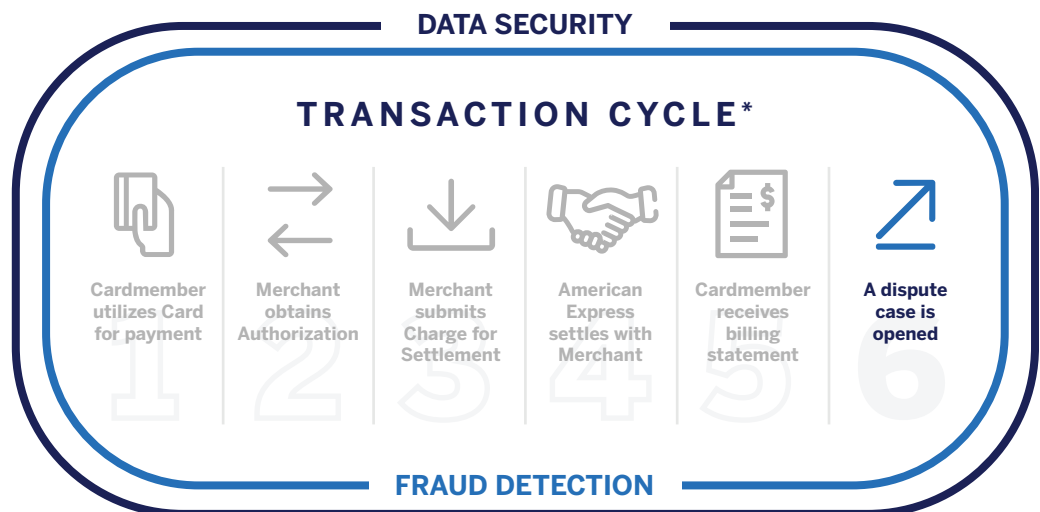 DATA SECURITY
TRANSACTION CYCLE*
$
Cardmember
utilizes Card
for payment
1
Merchant
obtains
Authorization
2
Merchant
submits
Charge for
Settlement
3
American
Express
settles with
Merchant
4
Cardmember
receives
billing
statement
5
A dispute
case is
opened
6
FRAUD DETECTION